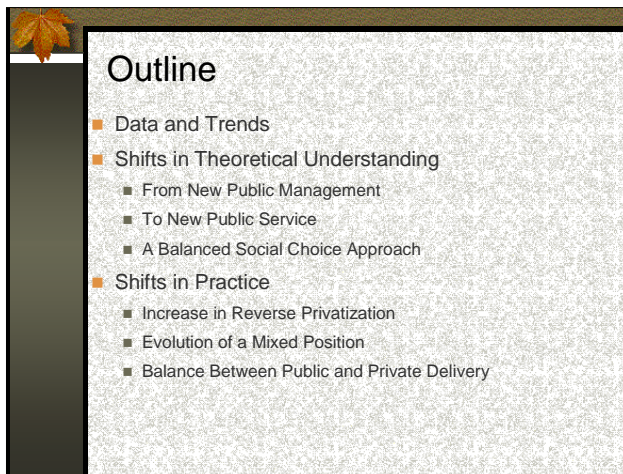 Outline
Data and Trends
Shifts in Theoretical Understanding
From New Public Management
To New Public Service
A Balanced Social Choice Approach
Shifts in Practice
Increase in Reverse Privatization
Evolution of a Mixed Position
Balance Between Public and Private Delivery